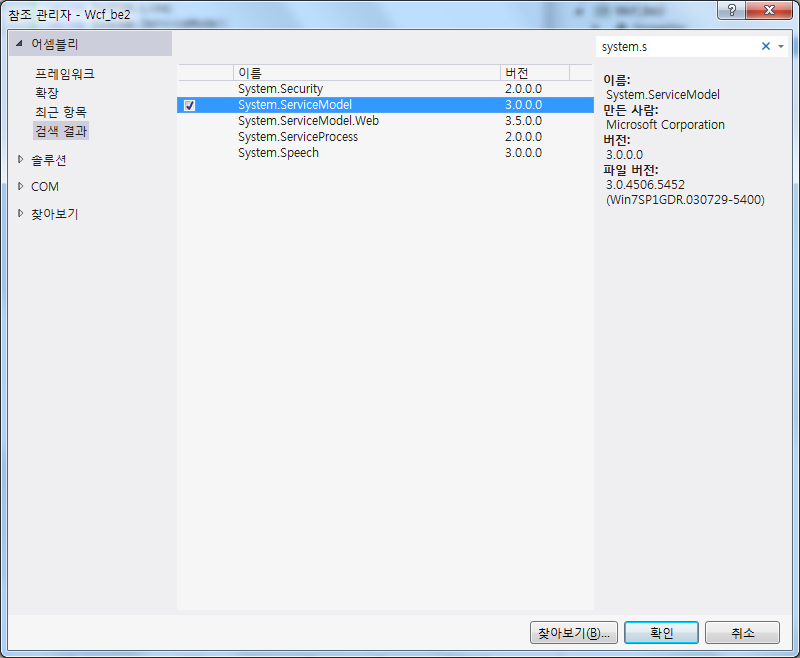 참조 관리자 - Wcf_be2
어셈블리
프레임워크
확장
최근 항목
검색 결과
솔루션
COM
찾아보기
이름 버전
System.Security 2.0.0.0
System.ServiceModel 3.0.0.0
System.ServiceModel.Web 3.5.0.0
System.ServiceProcess 2.0.0.0
System.Speech 3.0.0.0
system.s
이름:
System.ServiceModel
만든 사람:
Microsoft Corporation
버전:
3.0.0.0
파일 버전:
3.0.4506.5452
(Win7SP1GDR.030729-5400)
찾아보기(B)... 확인 취소